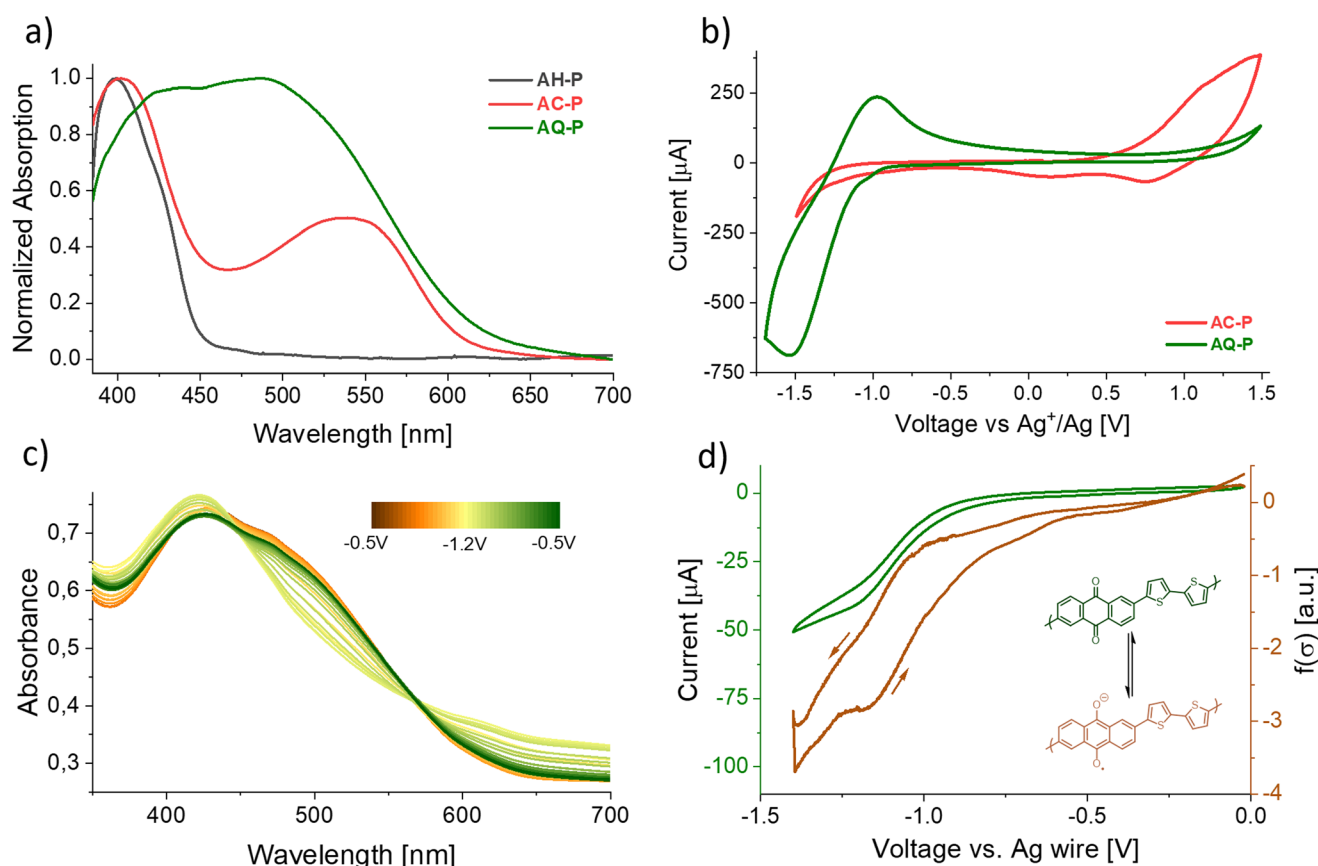 a)
Normalized Absorption
1.0
0.8
0.6
0.4
0.2
0.0
AH-P
AC-P
AQ-P
400 450 500 550 600 650 700
Wavelength [nm]
b)
Current [µA]
250
0
-250
-500
-750
AC-P
AQ-P
-1.5 -1.0 -0.5 0.0 0.5 1.0 1.5
Voltage vs Ag⁺/Ag [V]
c)
Absorbance
0,7
0,6
0,5
0,4
0,3
-0.5V -1.2V -0.5V
400 500 600 700
Wavelength [nm]
d)
Current [µA]
0
-25
-50
-75
-100
0
-1
-2
-3
-4
f(σ) [a.u.]
O
S
S
O
O⊖
S
S
O•
-1.5 -1.0 -0.5 0.0
Voltage vs. Ag wire [V]